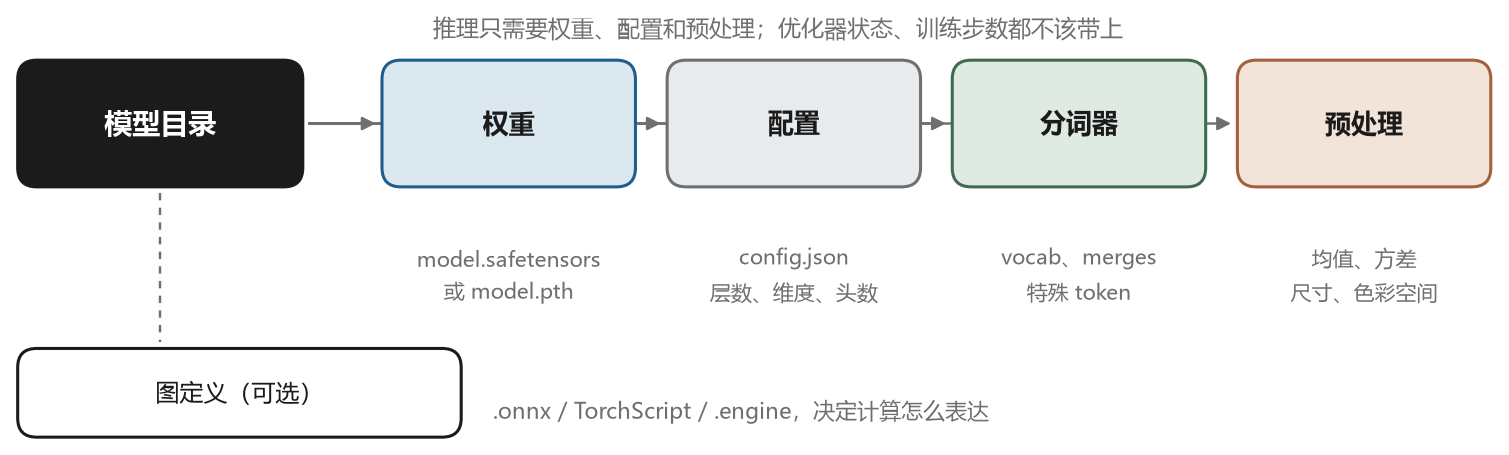 推理只需要权重、配置和预处理；优化器状态、训练步数都不该带上
模型目录
权重
配置
分词器
预处理
model.safetensors
或 model.pth
config.json
层数、维度、头数
vocab、merges
特殊 token
均值、方差
尺寸、色彩空间
图定义（可选）
.onnx / TorchScript / .engine，决定计算怎么表达